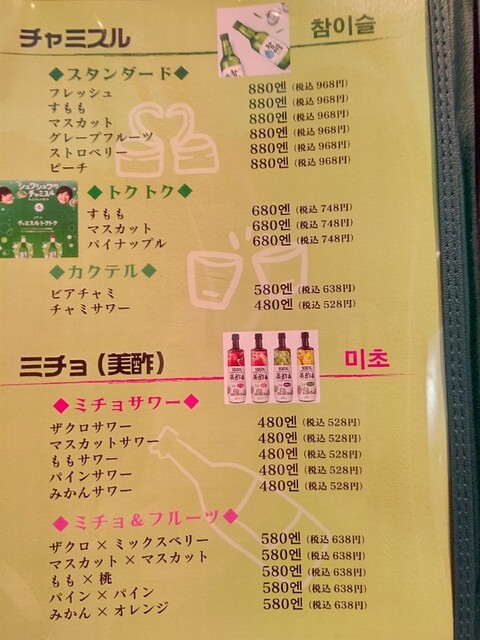 チャミスル 참이슬
◆スタンダード◆
フレッシュ 880엔 (税込 968円)
すもも 880엔 (税込 968円)
マスカット 880엔 (税込 968円)
グレープフルーツ 880엔 (税込 968円)
ストロベリー 880엔 (税込 968円)
ピーチ 880엔 (税込 968円)
◆トクトク◆
すもも 680엔 (税込 748円)
マスカット 680엔 (税込 748円)
パイナップル 680엔 (税込 748円)
チャミスルトクトク
◆カクテル◆
ビアチャミ 580엔 (税込 638円)
チャミサワー 480엔 (税込 528円)
ミチョ (美酢) 미초
◆ミチョサワー◆
ザクロサワー 480엔 (税込 528円)
マスカットサワー 480엔 (税込 528円)
ももサワー 480엔 (税込 528円)
パインサワー 480엔 (税込 528円)
みかんサワー 480엔 (税込 528円)
◆ミチョ&フルーツ◆
ザクロ × ミックスベリー 580엔 (税込 638円)
マスカット × マスカット 580엔 (税込 638円)
もも × 桃 580엔 (税込 638円)
パイン × パイン 580엔 (税込 638円)
みかん × オレンジ 580엔 (税込 638円)